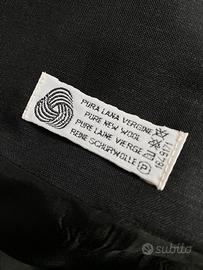 PURA LANA VERGINE
PURE NEW WOOL
PURE LAINE VIERGE
REINE SCHURWOLLE P
subito